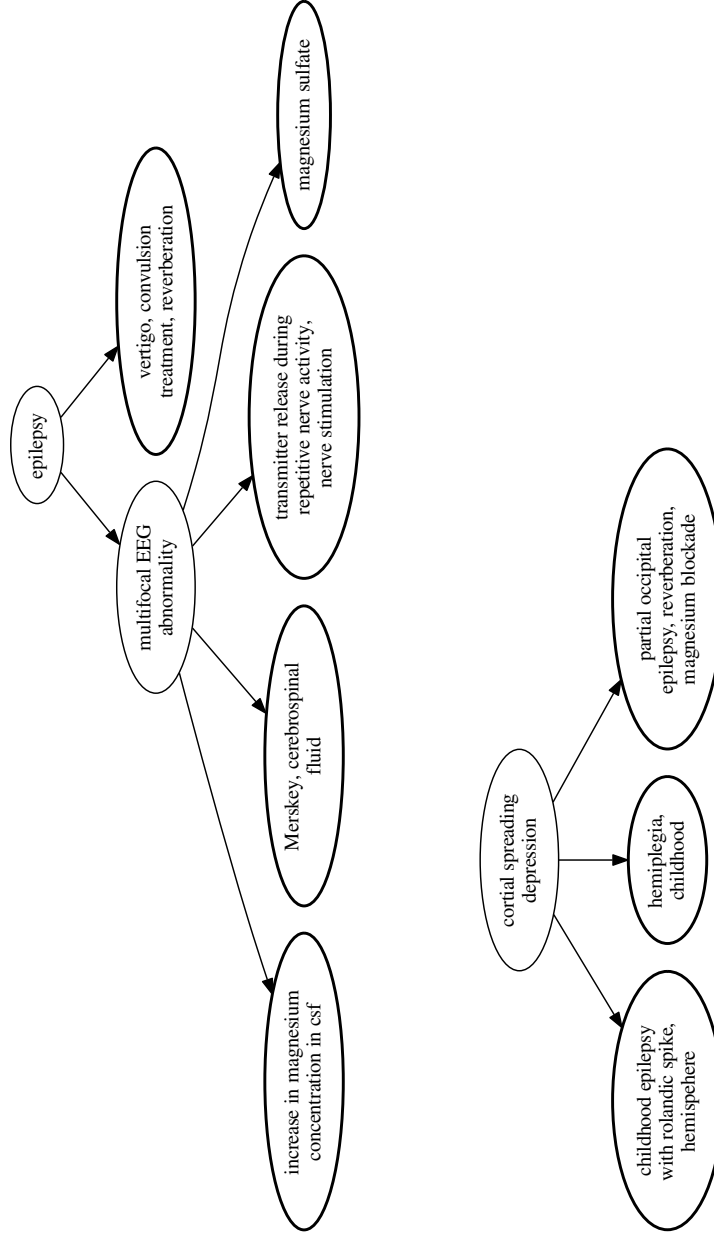 epilepsy
multifocal EEG
abnormality
vertigo, convulsion
treatment, reverberation
increase in magnesium
concentration in csf
Merskey, cerebrospinal
fluid
transmitter release during
repetitive nerve activity,
nerve stimulation
magnesium sulfate
cortial spreading
depression
childhood epilepsy
with rolandic spike,
hemispehere
hemiplegia,
childhood
partial occipital
epilepsy, reverberation,
magnesium blockade